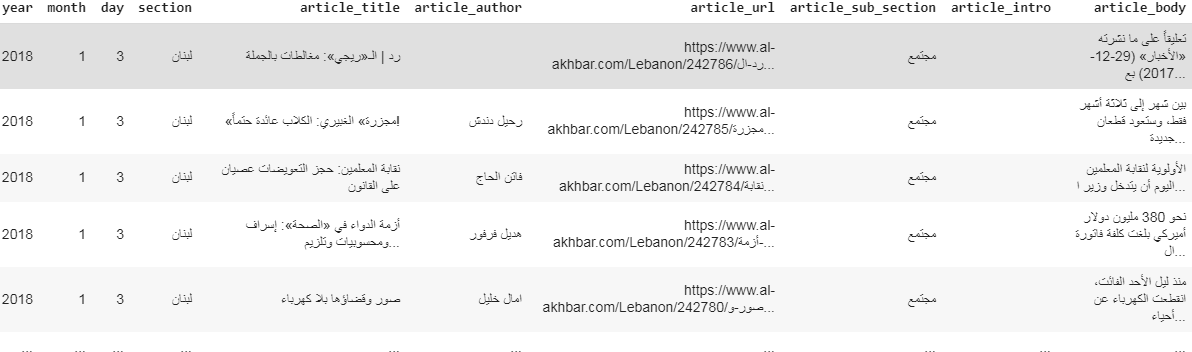 year month day section article_title article_author article_url article_sub_section article_intro article_body
2018 1 3 لبنان رد | الـ«ريجي»: مغالطات بالجملة https://www.al-akhbar.com/Lebanon/242786/رد-ال... مجتمع تعليقاً على ما نشرته «الأخبار» (29-12-2017) بع...
2018 1 3 لبنان «مجزرة» الغبيري: الكلاب عائدة حتماً! رحيل دندش https://www.al-akhbar.com/Lebanon/242785/مجزرة... مجتمع بين شهر إلى ثلاثة أشهر فقط، وستعود قطعان جديدة...
2018 1 3 لبنان نقابة المعلمين: حجز التعويضات عصيان على القانون فاتن الحاج https://www.al-akhbar.com/Lebanon/242784/نقابة... مجتمع الأولوية لنقابة المعلمين اليوم أن يتدخل وزير ا...
2018 1 3 لبنان أزمة الدواء في «الصحة»: إسراف ومحسوبيات وتلزيم... هديل فرفور https://www.al-akhbar.com/Lebanon/242783/أزمة-... مجتمع نحو 380 مليون دولار أميركي بلغت كلفة فاتورة ال...
2018 1 3 لبنان صور وقضاؤها بلا كهرباء امال خليل https://www.al-akhbar.com/Lebanon/242780/صور-و... مجتمع منذ ليل الأحد الفائت، انقطعت الكهرباء عن أحياء...
... ... ... ... ... ... ... ... ... ...